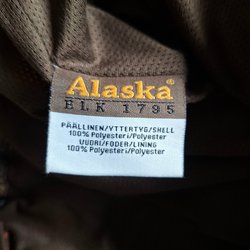 Alaska®
ELK 1795
PÄÄLLINEN/YTTERTYG/SHELL
100% Polyesteri/Polyester
VUORI/FODER/LINING
100% Polyesteri/Polyester